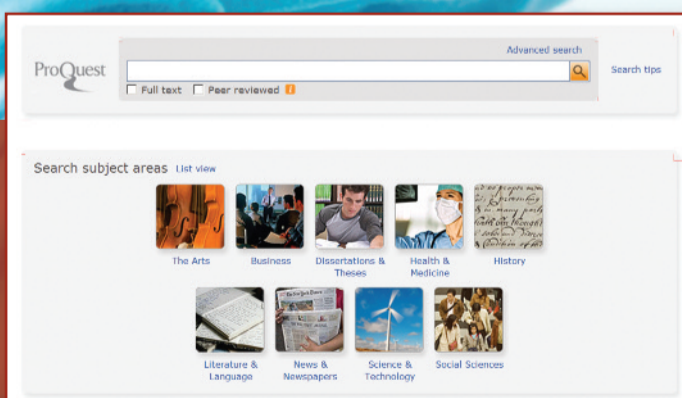 Advanced search
ProQuest
Search tips
Full text Peer reviewed i
Search subject areas List view
The Arts
Business
Dissertations &
Theses
Health &
Medicine
History
Literature &
Language
News &
Newspapers
Science &
Technology
Social Sciences